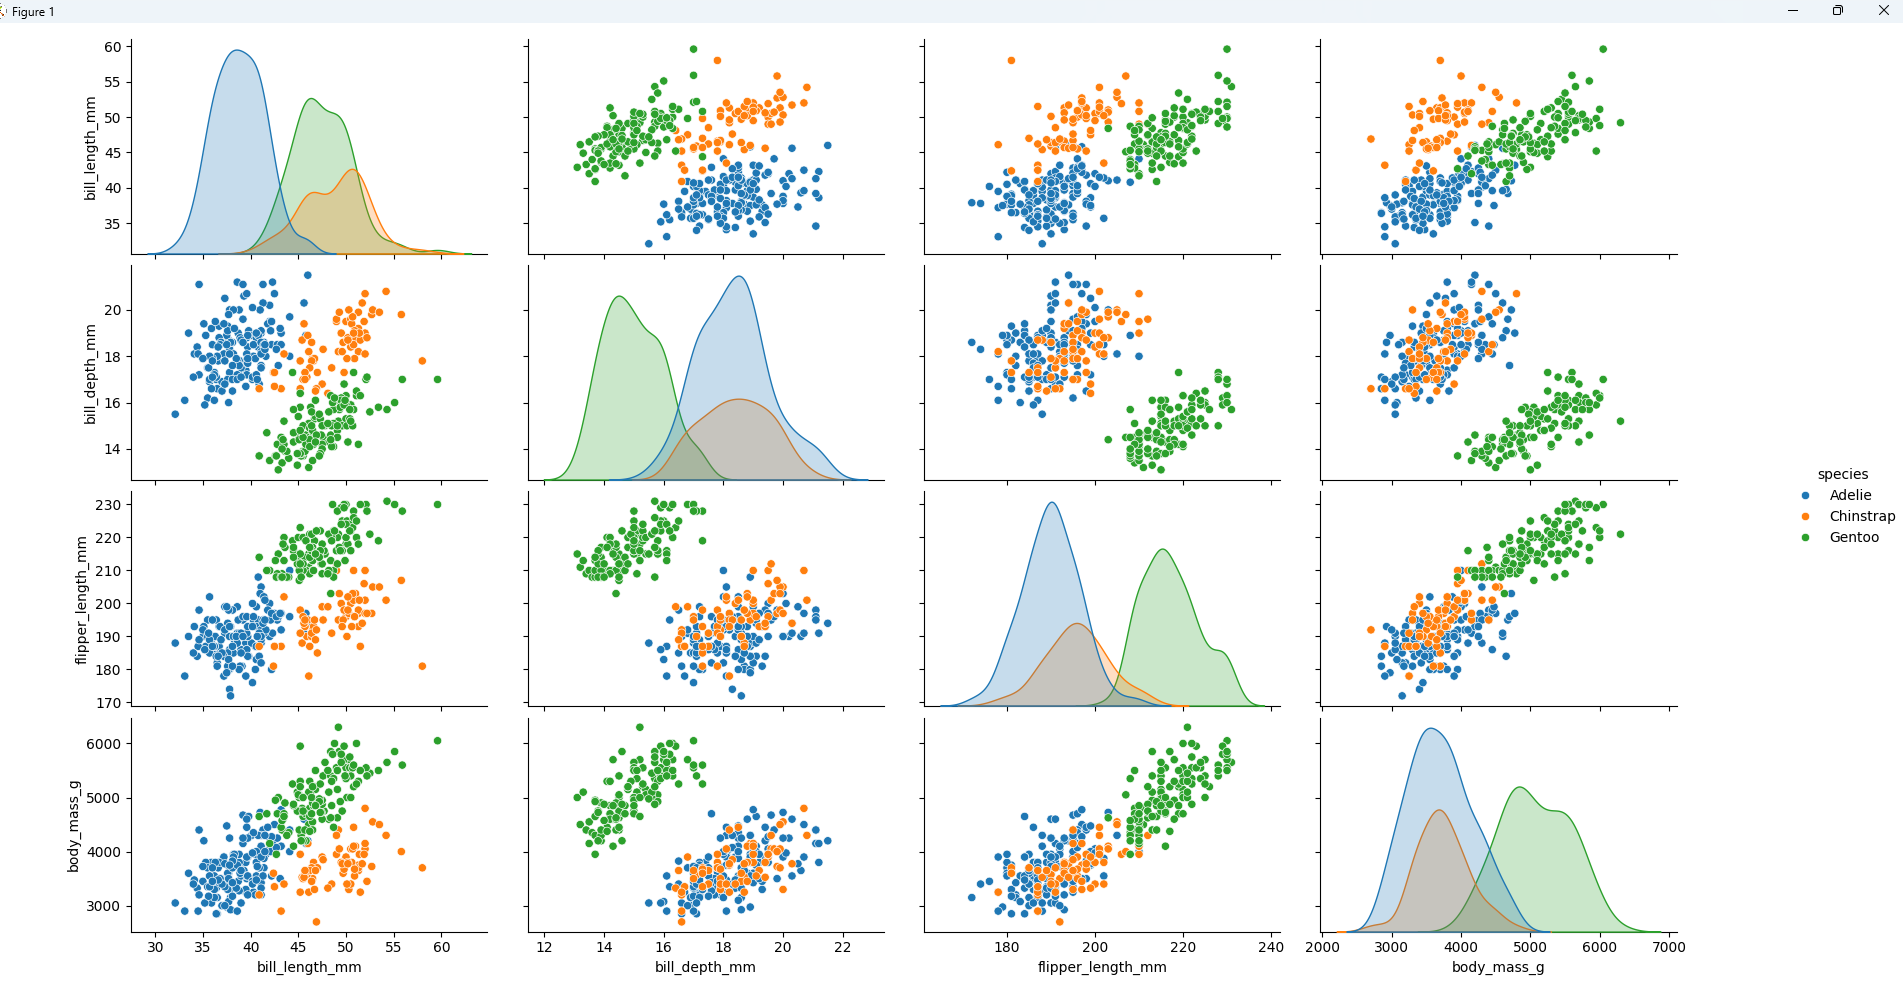 Figure 1
60
55
50
45
40
35
bill_length_mm
20
18
16
14
bill_depth_mm
230
220
210
200
190
180
170
flipper_length_mm
6000
5000
4000
3000
body_mass_g
30 35 40 45 50 55 60
bill_length_mm
12 14 16 18 20 22
bill_depth_mm
180 200 220 240
flipper_length_mm
2000 3000 4000 5000 6000 7000
body_mass_g
species
Adelie
Chinstrap
Gentoo